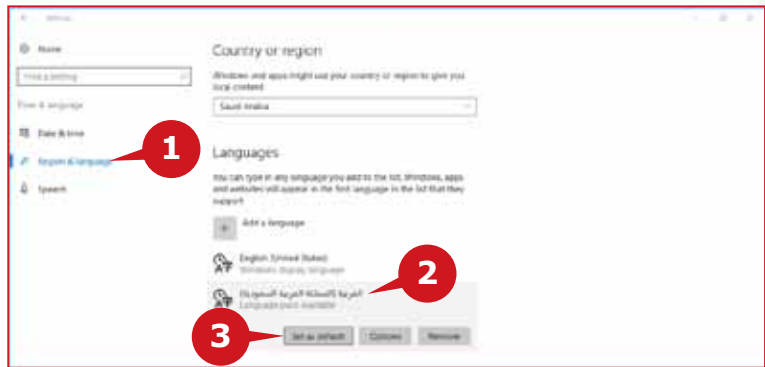 Settings
Home
Find a setting
Time & language
Date & time
Region & language
Speech
Country or region
Windows and apps might use your country or region to give you
local content
Saudi Arabia
Languages
You can type in any language you add to the list. Windows, apps
and websites will appear in the first language in the list that they
support
Add a language
English (United States)
Windows display language
العربية (المملكة العربية السعودية)
Language pack available
Set as default
Options
Remove
1
2
3